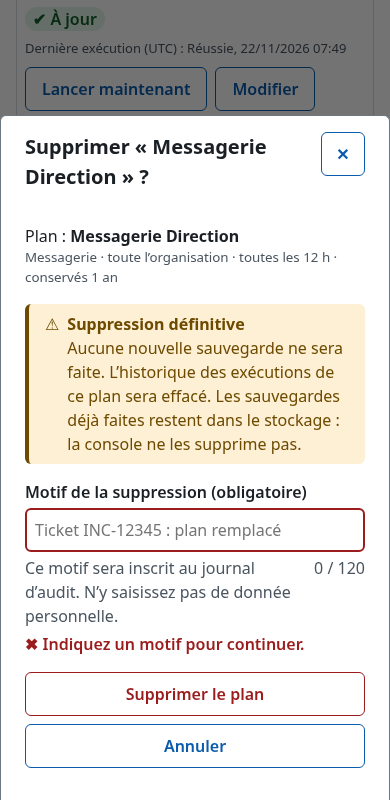 ✔ À jour
Dernière exécution (UTC) : Réussie, 22/11/2026 07:49
Lancer maintenant
Modifier
Supprimer « Messagerie
Direction » ?
×
Plan : Messagerie Direction
Messagerie · toute l’organisation · toutes les 12 h ·
conservés 1 an
⚠ Suppression définitive
Aucune nouvelle sauvegarde ne sera
faite. L’historique des exécutions de
ce plan sera effacé. Les sauvegardes
déjà faites restent dans le stockage :
la console ne les supprime pas.
Motif de la suppression (obligatoire)
Ticket INC-12345 : plan remplacé
Ce motif sera inscrit au journal 0 / 120
d’audit. N’y saisissez pas de donnée
personnelle.
✖ Indiquez un motif pour continuer.
Supprimer le plan
Annuler